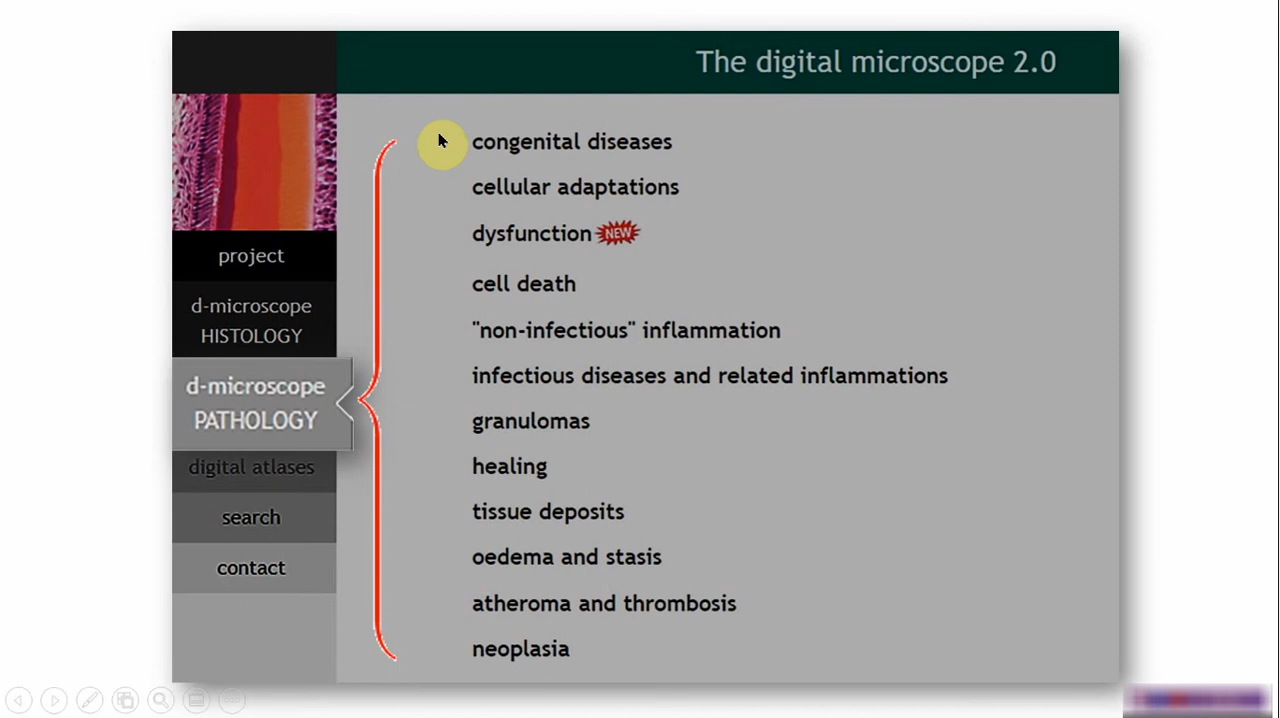 The digital microscope 2.0
project
d-microscope
HISTOLOGY
d-microscope
PATHOLOGY
digital atlases
search
contact
congenital diseases
cellular adaptations
dysfunction NEW
cell death
"non-infectious" inflammation
infectious diseases and related inflammations
granulomas
healing
tissue deposits
oedema and stasis
atheroma and thrombosis
neoplasia